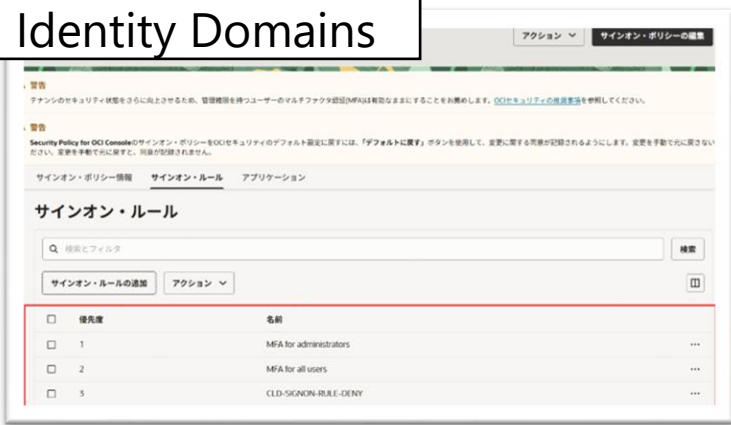 Identity Domains
アクション
サインオン・ポリシーの編集
警告
テナンシのセキュリティ状態をさらに向上させるため、管理権限を持つユーザーのマルチファクタ認証(MFA)は有効なままにすることをお薦めします。OCIセキュリティの推奨事項を参照してください。
警告
Security Policy for OCI Consoleのサインオン・ポリシーをOCIセキュリティのデフォルト設定に戻すには、「デフォルトに戻す」ボタンを使用して、変更に関する同意が記録されるようにします。変更を手動で元に戻さない
ださい。変更を手動で元に戻すと、同意が記録されません。
サインオン・ポリシー情報 サインオン・ルール アプリケーション
サインオン・ルール
検索とフィルタ
検索
サインオン・ルールの追加 アクション
優先度 名前
1 MFA for administrators
2 MFA for all users
3 CLD-SIGNON-RULE-DENY